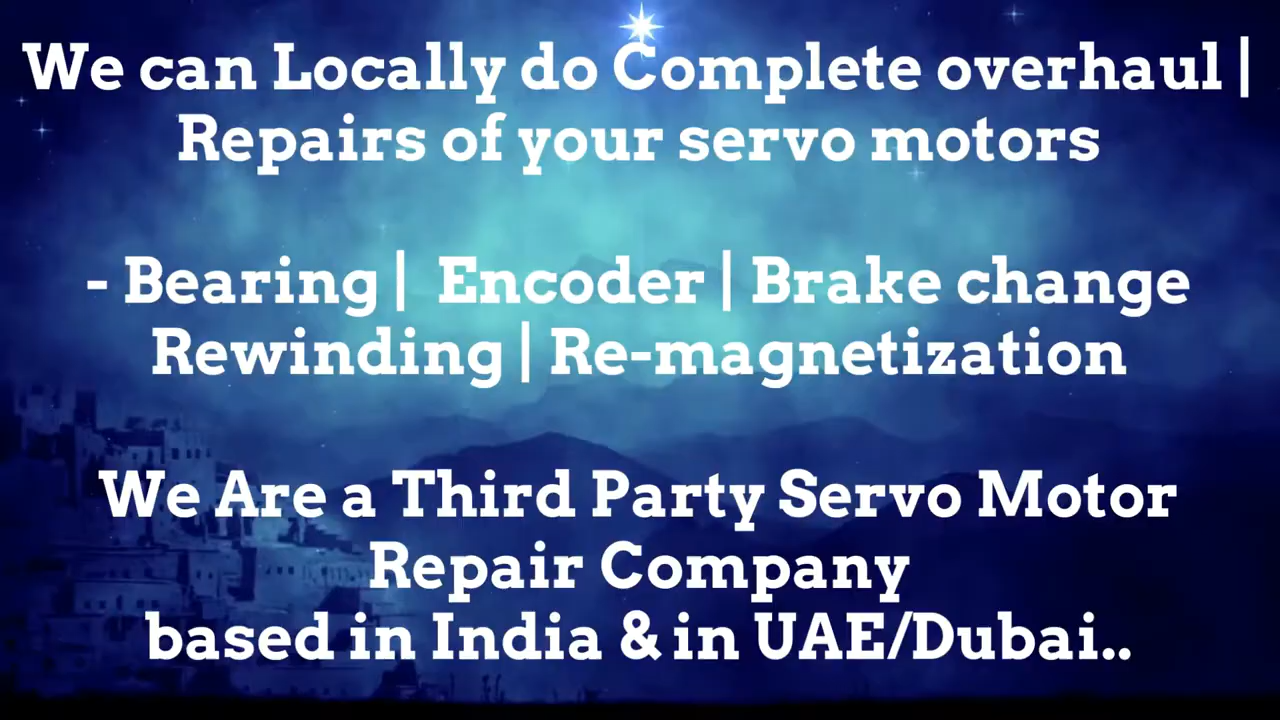 We can Locally do Complete overhaul |
Repairs of your servo motors
- Bearing | Encoder | Brake change
Rewinding | Re-magnetization
We Are a Third Party Servo Motor
Repair Company
based in India & in UAE/Dubai..